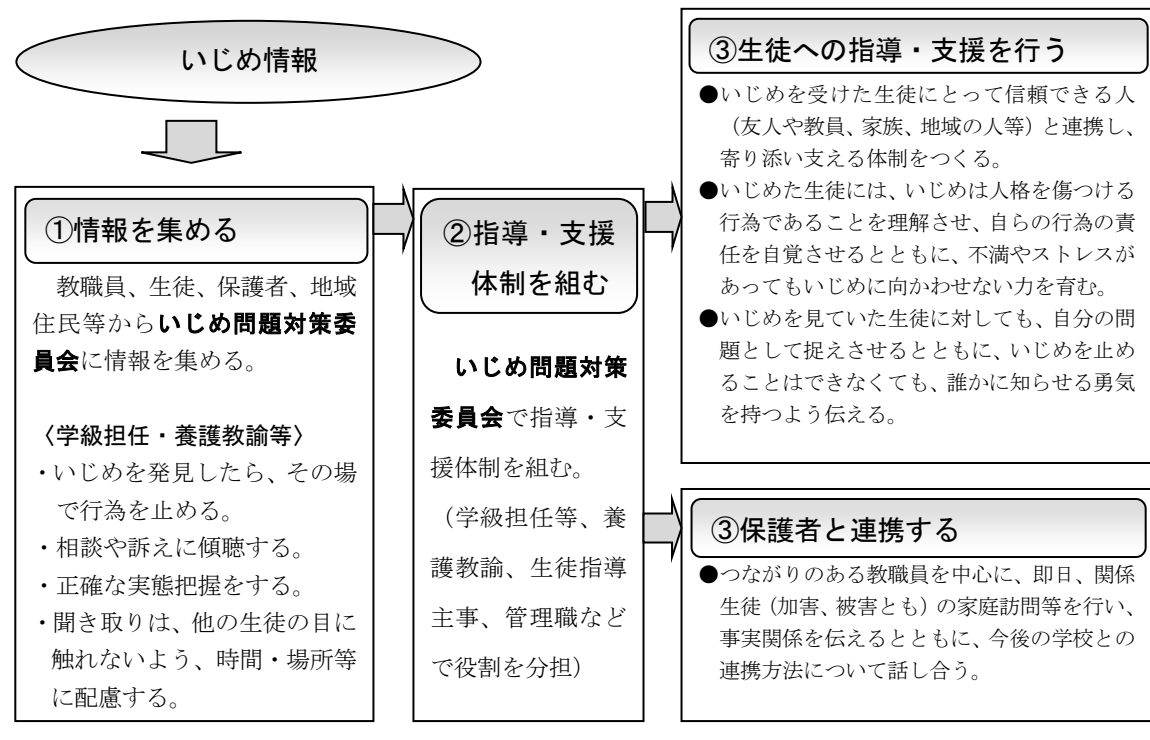 いじめ情報
①情報を集める
教職員、生徒、保護者、地域
住民等からいじめ問題対策委
員会に情報を集める。
〈学級担任・養護教諭等〉
・いじめを発見したら、その場
で行為を止める。
・相談や訴えに傾聴する。
・正確な実態把握をする。
・聞き取りは、他の生徒の目に
触れないよう、時間・場所等
に配慮する。
②指導・支援
体制を組む
いじめ問題対策
委員会で指導・支
援体制を組む。
（学級担任等、養
護教諭、生徒指導
主事、管理職など
で役割を分担）
③生徒への指導・支援を行う
●いじめを受けた生徒にとって信頼できる人
（友人や教員、家族、地域の人等）と連携し、
寄り添い支える体制をつくる。
●いじめた生徒には、いじめは人格を傷つける
行為であることを理解させ、自らの行為の責
任を自覚させるとともに、不満やストレスが
あってもいじめに向かわせない力を育む。
●いじめを見ていた生徒に対しても、自分の問
題として捉えさせるとともに、いじめを止め
ることはできなくても、誰かに知らせる勇気
を持つよう伝える。
③保護者と連携する
●つながりのある教職員を中心に、即日、関係
生徒（加害、被害とも）の家庭訪問等を行い、
事実関係を伝えるとともに、今後の学校との
連携方法について話し合う。